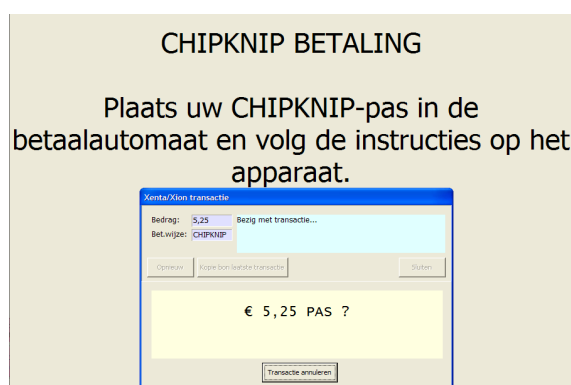 CHIPKNIP BETALING
Plaats uw CHIPKNIP-pas in de
betaalautomaat en volg de instructies op het
apparaat.
Xenta/Xion transactie
Bedrag: 5,25 Bezig met transactie...
Bet.wijze: CHIPKNIP
Opnieuw Kopie bon laatste transactie Sluiten
€ 5,25 PAS ?
Transactie annuleren